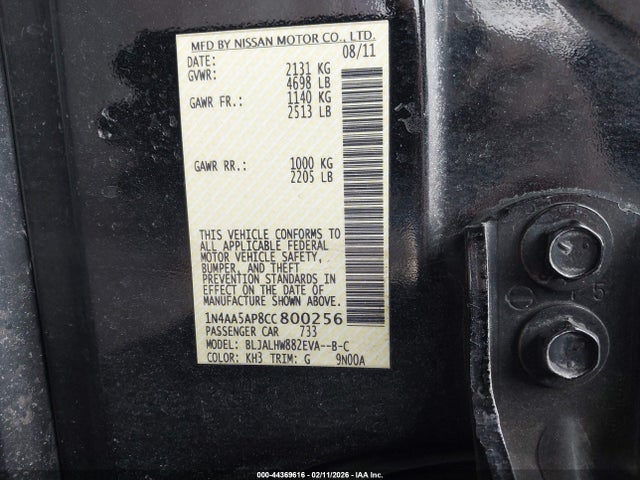 MFD BY NISSAN MOTOR CO., LTD.
DATE: 08/11
GVWR: 2131 KG
4698 LB
GAWR FR.: 1140 KG
2513 LB
GAWR RR.: 1000 KG
2205 LB
THIS VEHICLE CONFORMS TO
ALL APPLICABLE FEDERAL
MOTOR VEHICLE SAFETY,
BUMPER, AND THEFT
PREVENTION STANDARDS IN
EFFECT ON THE DATE OF
MANUFACTURE SHOWN ABOVE.
1N4AA5AP8CC800256
PASSENGER CAR 733
MODEL: BLJALHW882EVA--B-C
COLOR: KH3 TRIM: G 9N00A
000-44369616 - 02/11/2026 - IAA Inc.